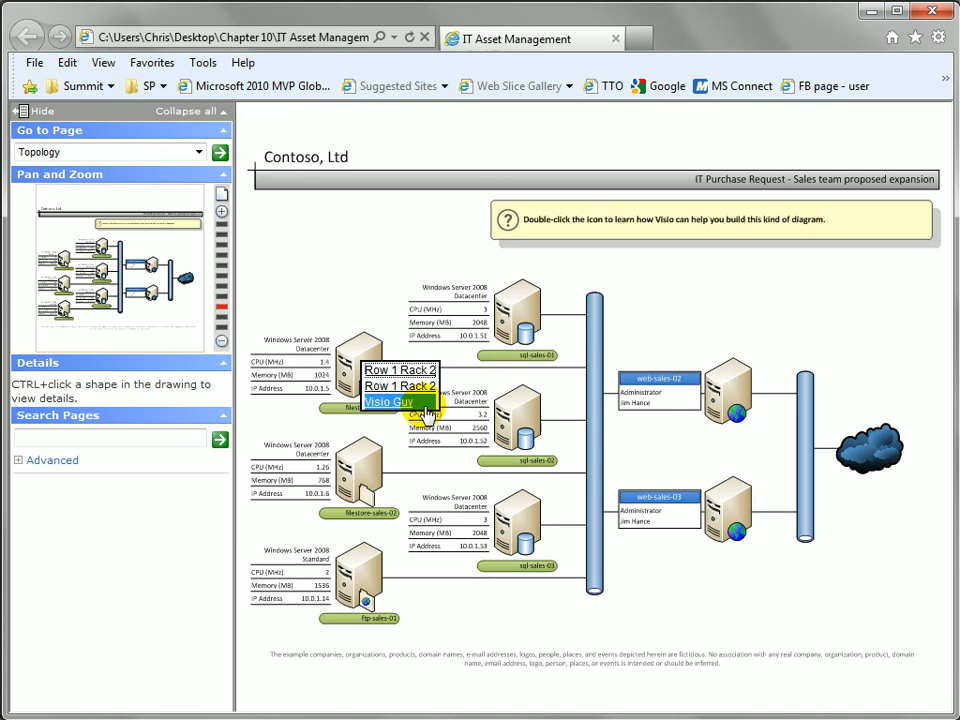 C:\Users\Chris\Desktop\Chapter 10\IT Asset Managem
IT Asset Management
File Edit View Favorites Tools Help
Summit SP Microsoft 2010 MVP Glob... Suggested Sites Web Slice Gallery TTO Google MS Connect FB page - user
Hide Collapse all
Go to Page
Topology
Pan and Zoom
Details
CTRL+click a shape in the drawing to
view details.
Search Pages
Advanced
Contoso, Ltd
IT Purchase Request - Sales team proposed expansion
Double-click the icon to learn how Visio can help you build this kind of diagram.
Windows Server 2008
Datacenter
CPU (MHz) 3
Memory (MB) 2048
IP Address 10.0.1.51
sql-sales-01
Windows Server 2008
Datacenter
CPU (MHz) 1.4
Memory (MB) 1024
IP Address 10.0.1.5
Row 1 Rack 2
Row 1 Rack 2
Visio Guy
Datacenter
3.2
Memory (MB) 2560
IP Address 10.0.1.52
sql-sales-02
web-sales-02
Administrator
Jim Hance
Windows Server 2008
Datacenter
CPU (MHz) 1.26
Memory (MB) 768
IP Address 10.0.1.6
filestore-sales-02
Windows Server 2008
Datacenter
CPU (MHz) 3
Memory (MB) 2048
IP Address 10.0.1.53
sql-sales-03
web-sales-03
Administrator
Jim Hance
Windows Server 2008
Standard
CPU (MHz) 2
Memory (MB) 1536
IP Address 10.0.1.14
ftp-sales-01
The example companies, organizations, products, domain names, e-mail addresses, logos, people, places, and events depicted herein are fictitious. No association with any real company, organization, product, domain
name, email address, logo, person, places, or events is intended or should be inferred.